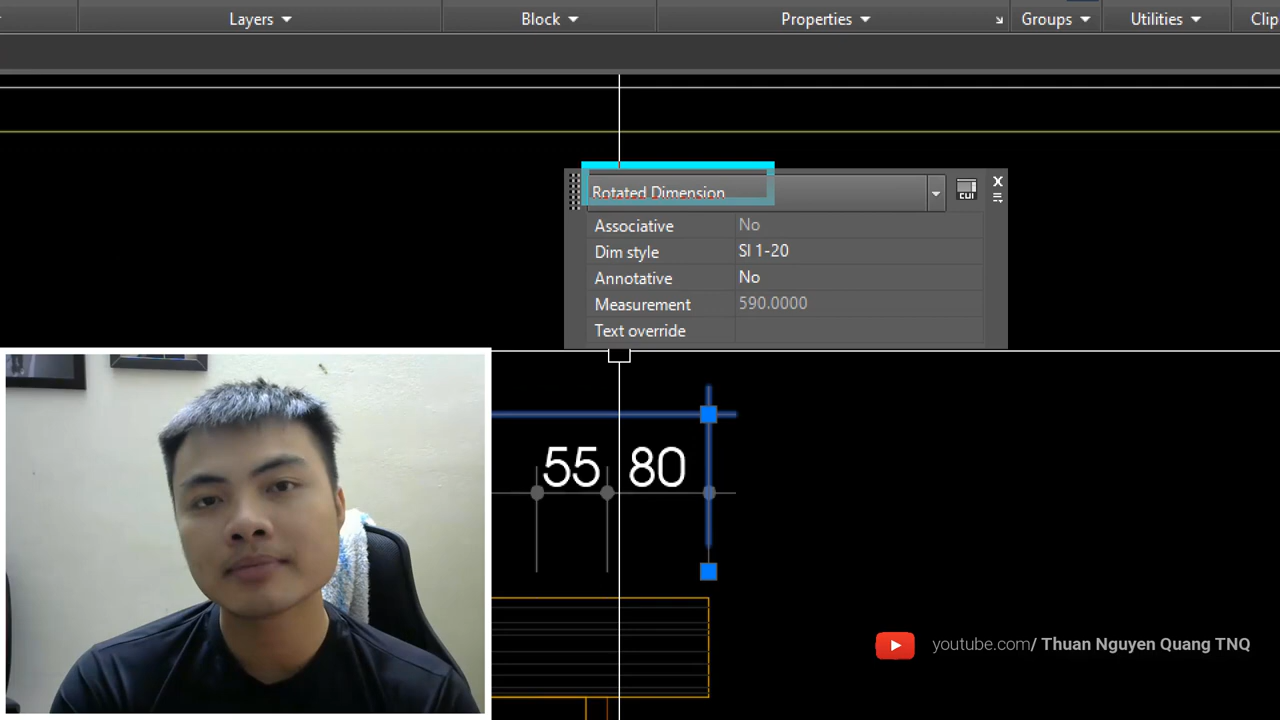 Layers Block Properties Groups Utilities Clip
Rotated Dimension
CUI
Associative No
Dim style SI 1-20
Annotative No
Measurement 590.0000
Text override
55 80
youtube.com/ Thuan Nguyen Quang TNQ